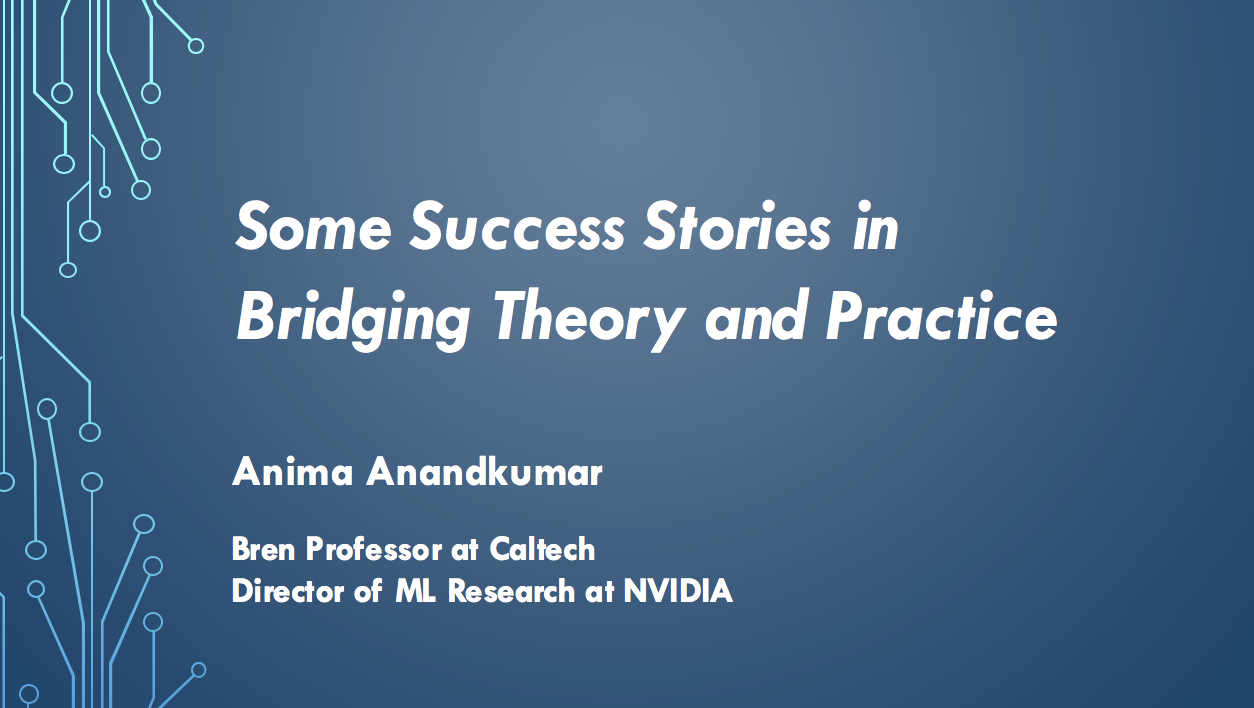 Some Success Stories in
Bridging Theory and Practice
Anima Anandkumar
Bren Professor at Caltech
Director of ML Research at NVIDIA